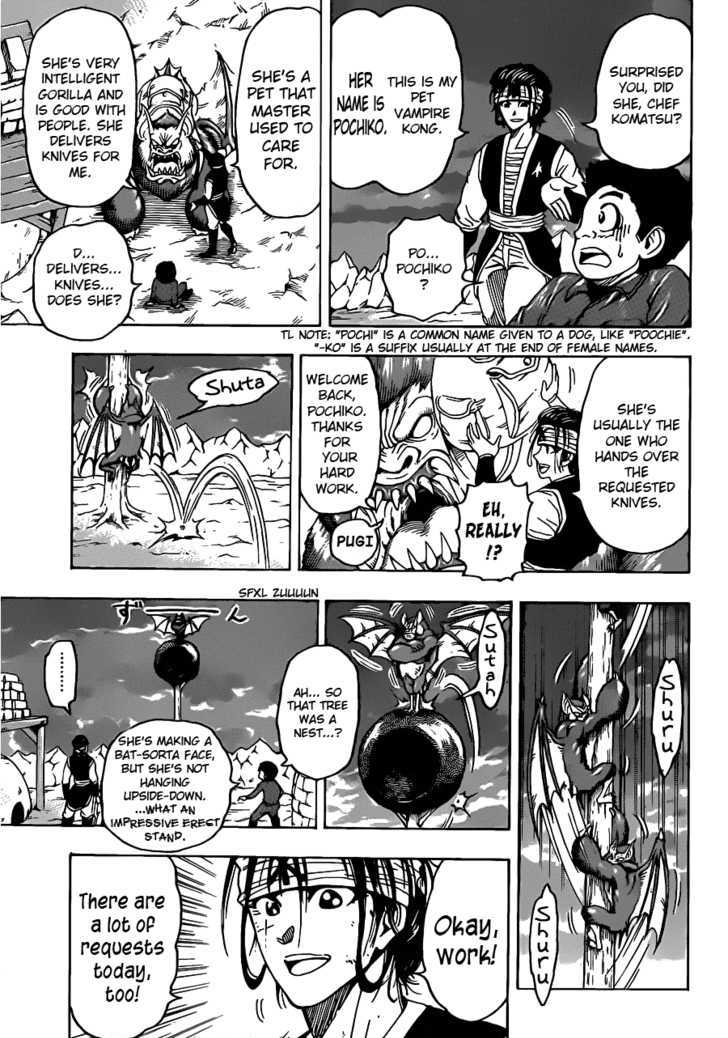 SURPRISED
YOU, DID
SHE, CHEF
KOMATSU?
THIS IS MY
PET
VAMPIRE
KONG.
HER
NAME IS
POCHIKO.
PO...
POCHIKO
?
SHE'S A
PET THAT
MASTER
USED TO
CARE
FOR.
SHE'S VERY
INTELLIGENT
GORILLA AND
IS GOOD WITH
PEOPLE. SHE
DELIVERS
KNIVES FOR
ME.
D...
DELIVERS...
KNIVES...
DOES SHE?
TL NOTE: "POCHI" IS A COMMON NAME GIVEN TO A DOG, LIKE "POOCHIE".
"-KO" IS A SUFFIX USUALLY AT THE END OF FEMALE NAMES.
SHE'S
USUALLY
THE ONE WHO
HANDS OVER
THE
REQUESTED
KNIVES.
EH,
REALLY
!?
WELCOME
BACK,
POCHIKO.
THANKS
FOR
YOUR
HARD
WORK.
PUGI
Shuta
Shuru
Shuru
Sutah
AH... SO
THAT TREE
WAS A
NEST...?
SFXL ZUUUUN
ずーん
.........
SHE'S MAKING A
BAT-SORTA FACE,
BUT SHE'S NOT
HANGING
UPSIDE-DOWN.
...WHAT AN
IMPRESSIVE ERECT
STAND.
Okay,
work!
There are
a lot of
requests
today,
too!